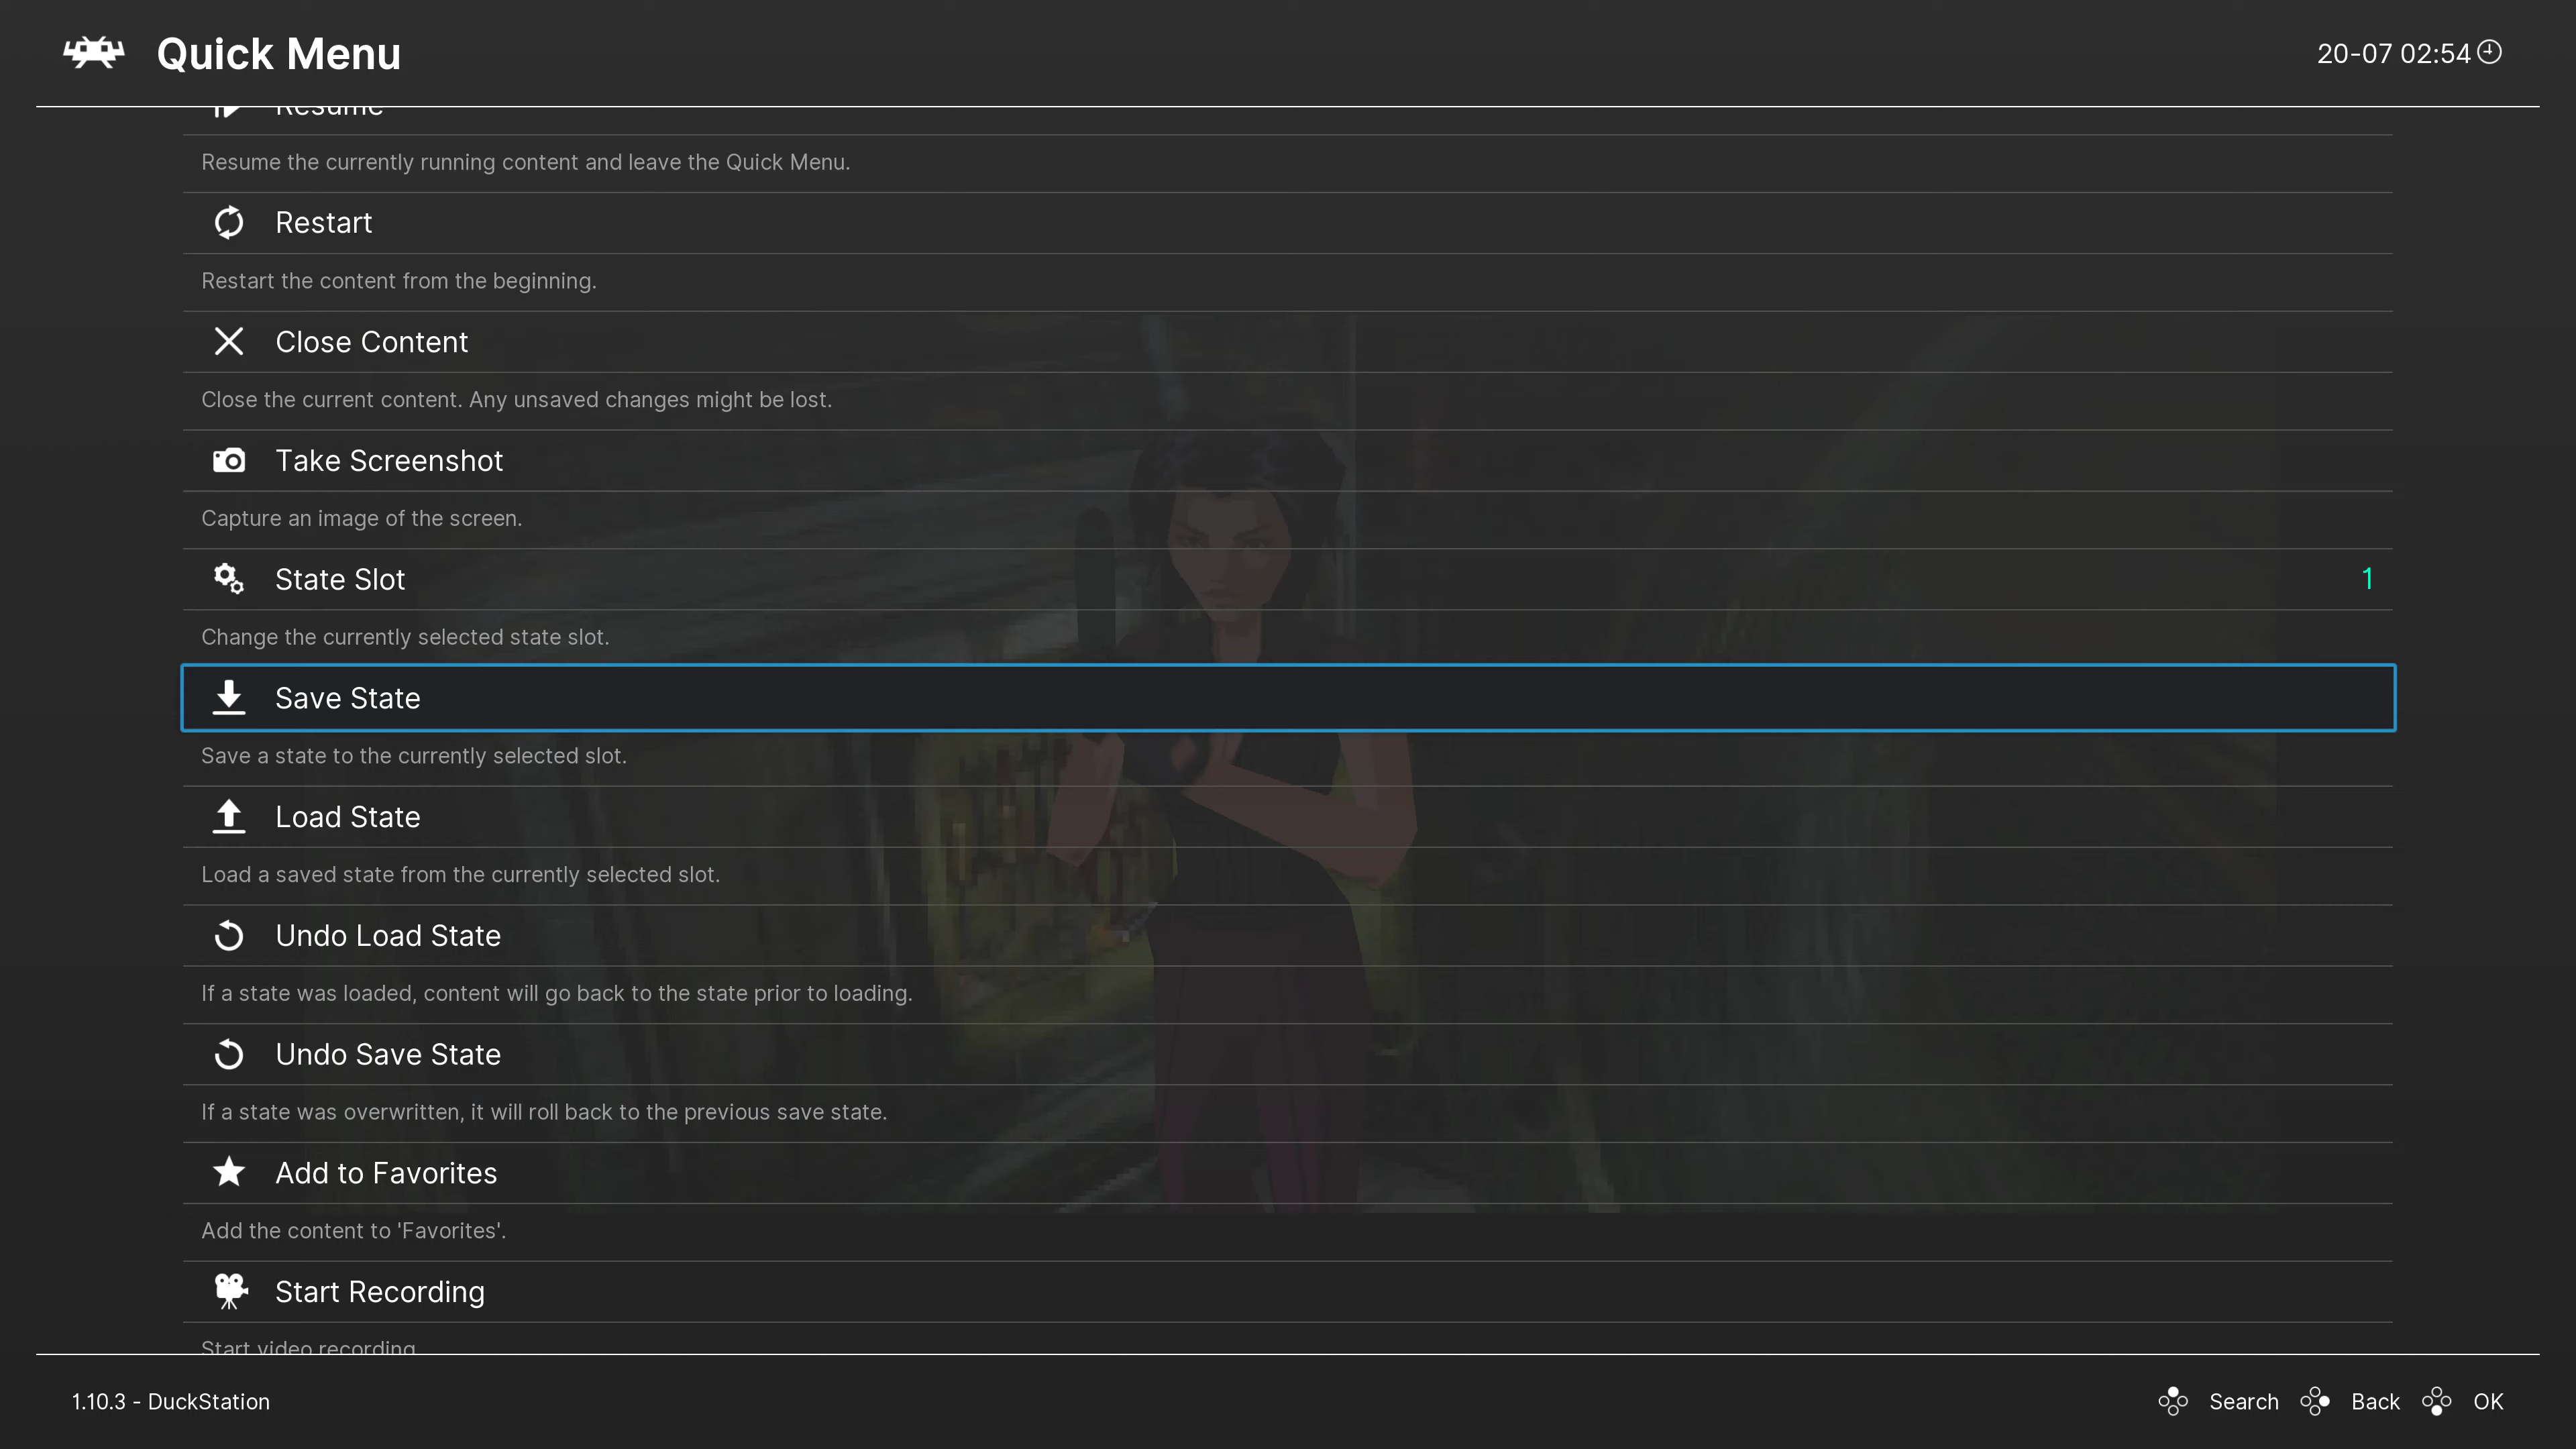 Quick Menu
20-07 02:54
Resume
Resume the currently running content and leave the Quick Menu.
Restart
Restart the content from the beginning.
Close Content
Close the current content. Any unsaved changes might be lost.
Take Screenshot
Capture an image of the screen.
State Slot
1
Change the currently selected state slot.
Save State
Save a state to the currently selected slot.
Load State
Load a saved state from the currently selected slot.
Undo Load State
If a state was loaded, content will go back to the state prior to loading.
Undo Save State
If a state was overwritten, it will roll back to the previous save state.
Add to Favorites
Add the content to 'Favorites'.
Start Recording
Start video recording
1.10.3 - DuckStation
Search
Back
OK